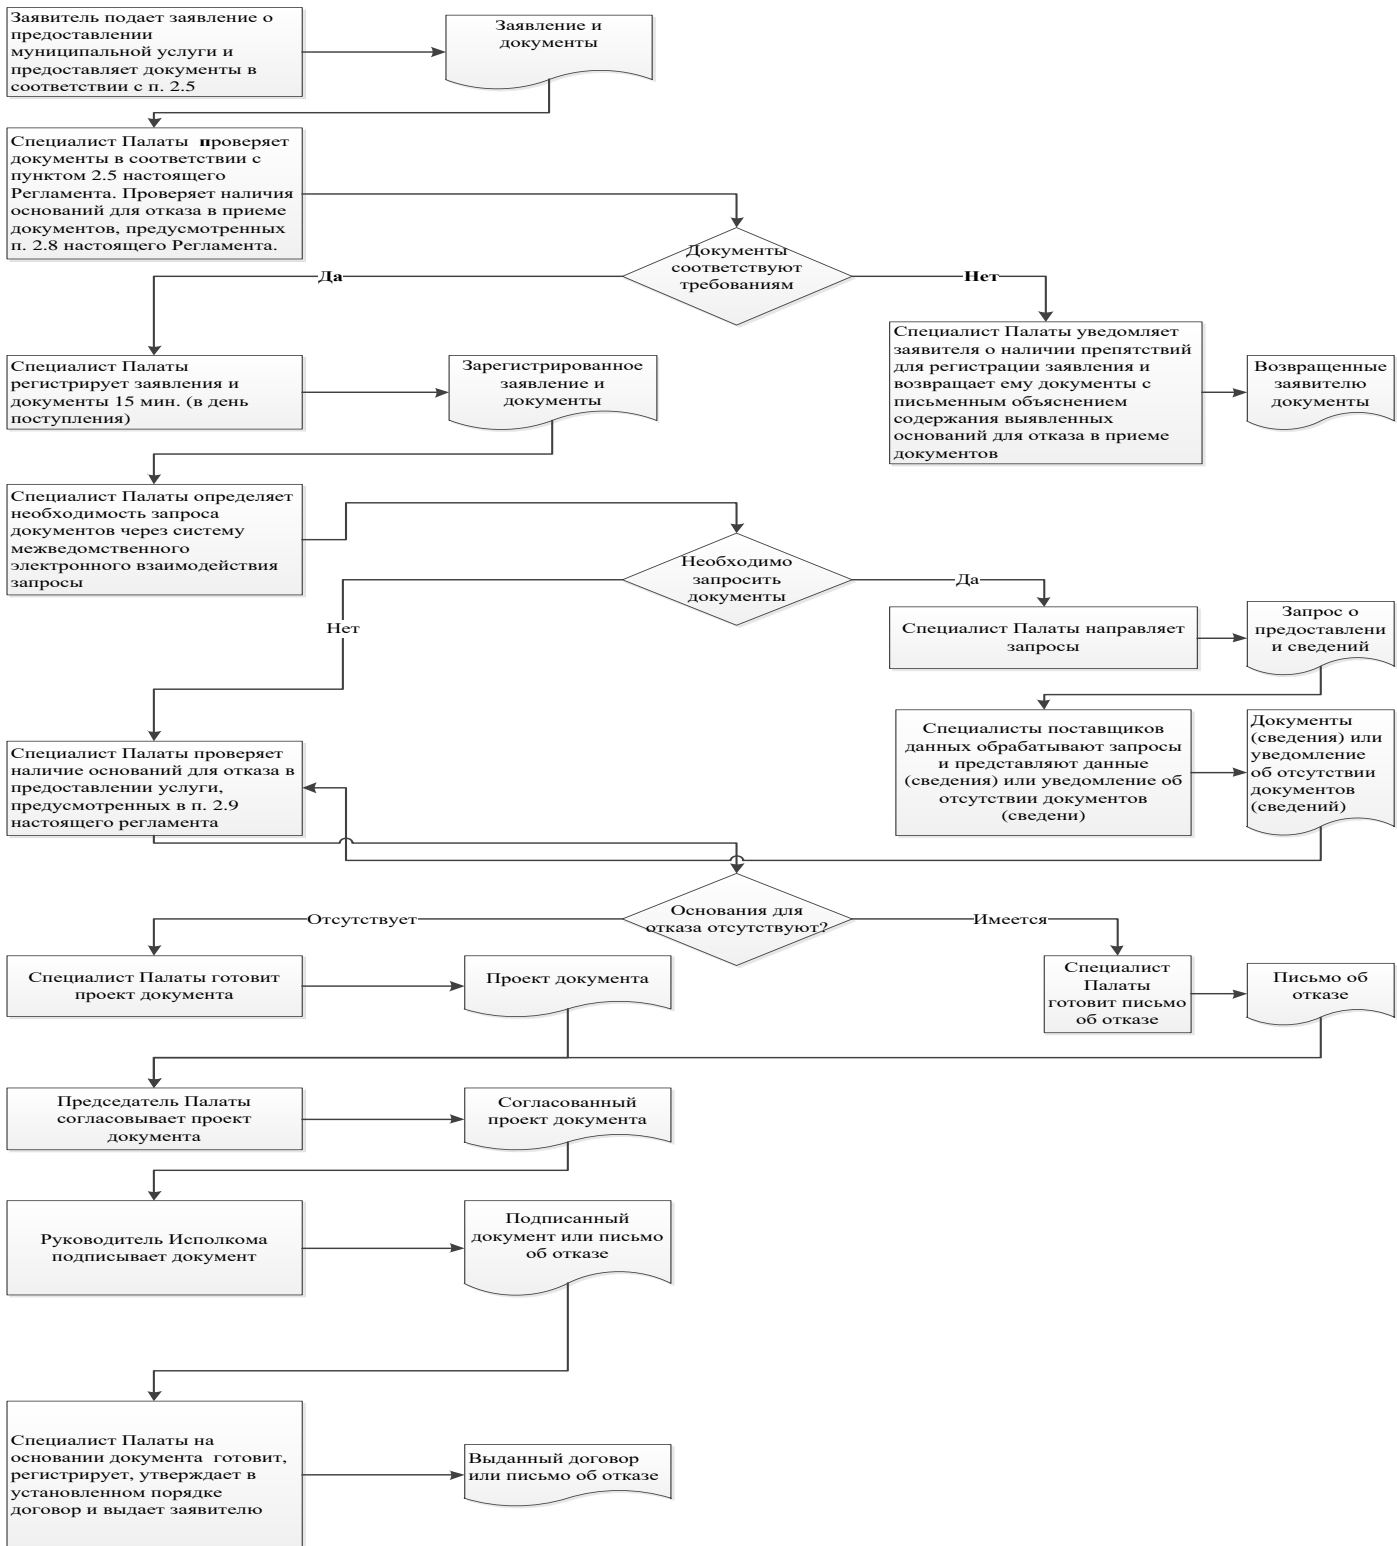 Заявитель подает заявление о
предоставлении
муниципальной услуги и
предоставляет документы в
соответствии с п. 2.5
Заявление и
документы
Специалист Палаты проверяет
документы в соответствии с
пунктом 2.5 настоящего
Регламента. Проверяет наличия
оснований для отказа в приеме
документов, предусмотренных
п. 2.8 настоящего Регламента.
Документы
соответствуют
требованиям
Да
Нет
Специалист Палаты
регистрирует заявления и
документы 15 мин. (в день
поступления)
Зарегистрированное
заявление и
документы
Специалист Палаты уведомляет
заявителя о наличии препятствий
для регистрации заявления и
возвращает ему документы с
письменным объяснением
содержания выявленных
оснований для отказа в приеме
документов
Возвращенные
заявителю
документы
Специалист Палаты определяет
необходимость запроса
документов через систему
межведомственного
электронного взаимодействия
запросы
Необходимо
запросить
документы
Да
Нет
Специалист Палаты направляет
запросы
Запрос о
предоставлени
и сведений
Специалисты поставщиков
данных обрабатывают запросы
и представляют данные
(сведения) или уведомление об
отсутствии документов
(сведени)
Документы
(сведения) или
уведомление
об отсутствии
документов
(сведений)
Специалист Палаты проверяет
наличие оснований для отказа в
предоставлении услуги,
предусмотренных в п. 2.9
настоящего регламента
Основания для
отказа отсутствуют?
Отсутствует
Имеется
Специалист Палаты готовит
проект документа
Проект документа
Специалист
Палаты
готовит письмо
об отказе
Письмо об
отказе
Председатель Палаты
согласовывает проект
документа
Согласованный
проект документа
Руководитель Исполкома
подписывает документ
Подписанный
документ или письмо
об отказе
Специалист Палаты на
основании документа готовит,
регистрирует, утверждает в
установленном порядке
договор и выдает заявителю
Выданный договор
или письмо об отказе